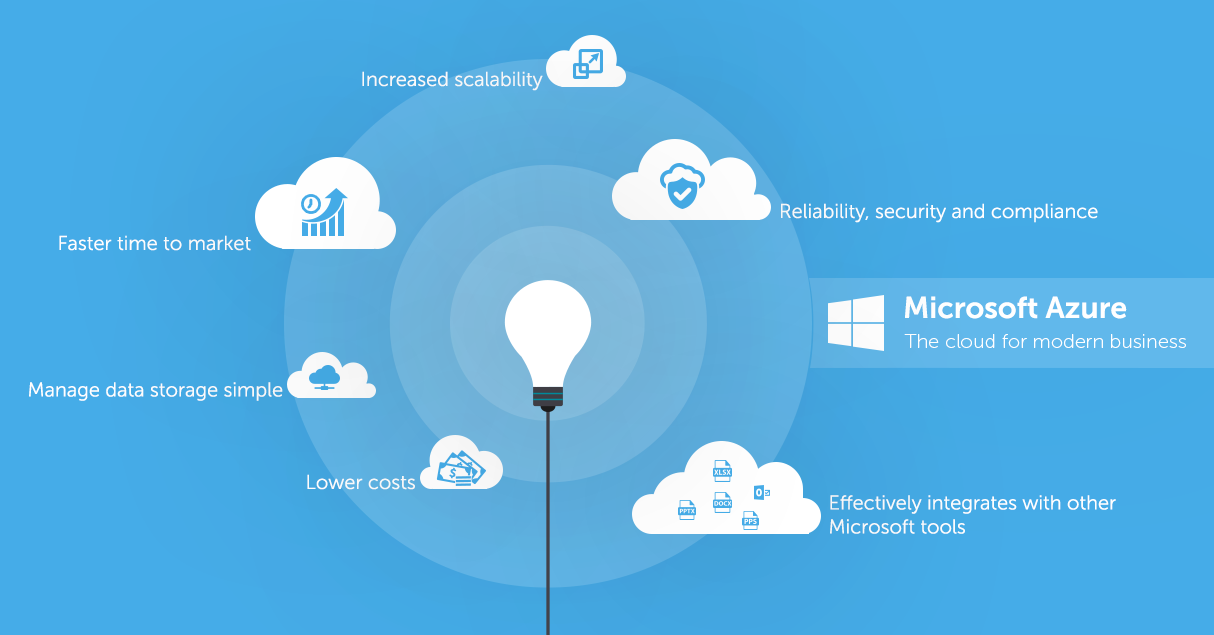 Increased scalability
Reliability, security and compliance
Faster time to market
Microsoft Azure
The cloud for modern business
Manage data storage simple
Lower costs
XLSX
PPTX
DOCX
PPS
Effectively integrates with other
Microsoft tools